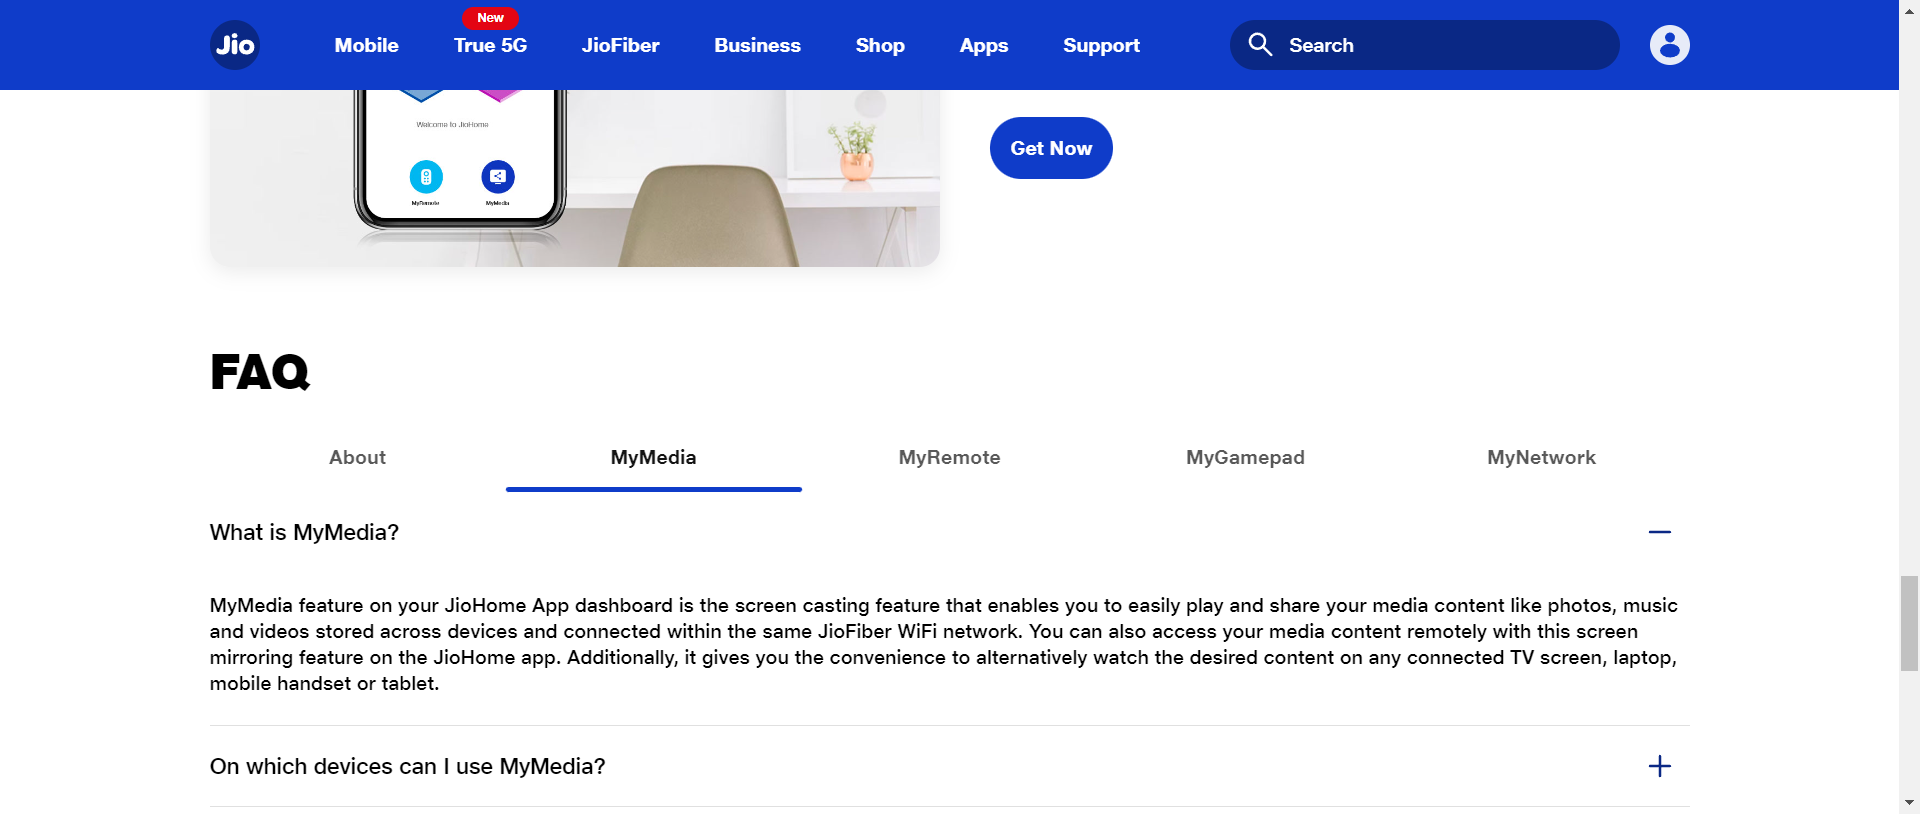 New
Jio Mobile True 5G JioFiber Business Shop Apps Support Search
Welcome to JioHome
MyRemote MyMedia
Get Now
FAQ
About MyMedia MyRemote MyGamepad MyNetwork
What is MyMedia?
MyMedia feature on your JioHome App dashboard is the screen casting feature that enables you to easily play and share your media content like photos, music
and videos stored across devices and connected within the same JioFiber WiFi network. You can also access your media content remotely with this screen
mirroring feature on the JioHome app. Additionally, it gives you the convenience to alternatively watch the desired content on any connected TV screen, laptop,
mobile handset or tablet.
On which devices can I use MyMedia?